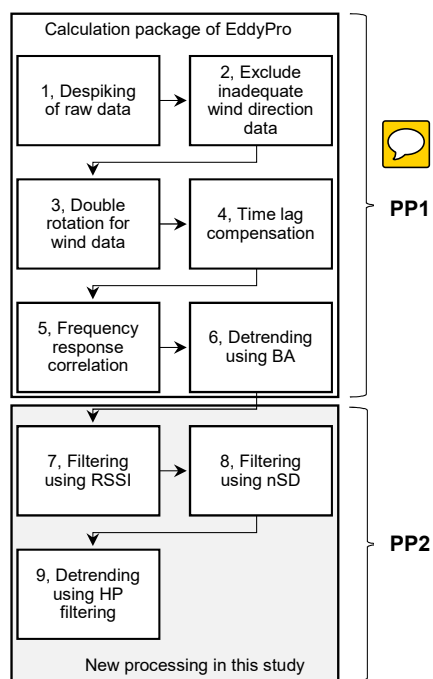 Calculation package of EddyPro
1, Despiking
of raw data
2, Exclude
inadequate
wind direction
data
3, Double
rotation for
wind data
4, Time lag
compensation
PP1
5, Frequency
response
correlation
6, Detrending
using BA
7, Filtering
using RSSI
8, Filtering
using nSD
PP2
9, Detrending
using HP
filtering
New processing in this study